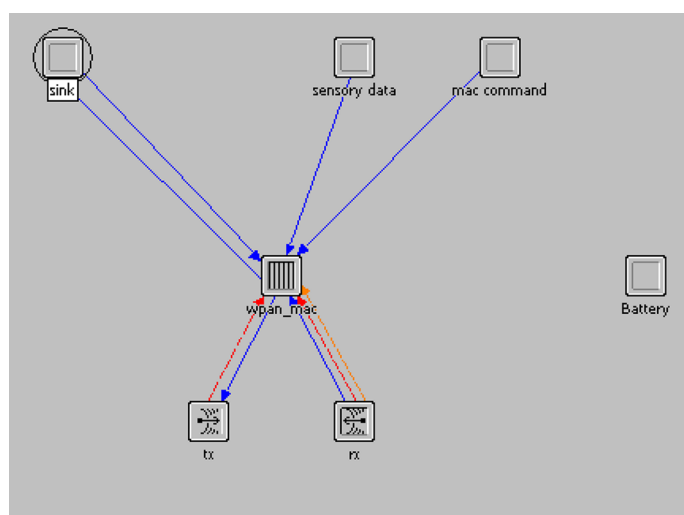 sink
sensory data
mac command
wpan_mac
Battery
tx
rx